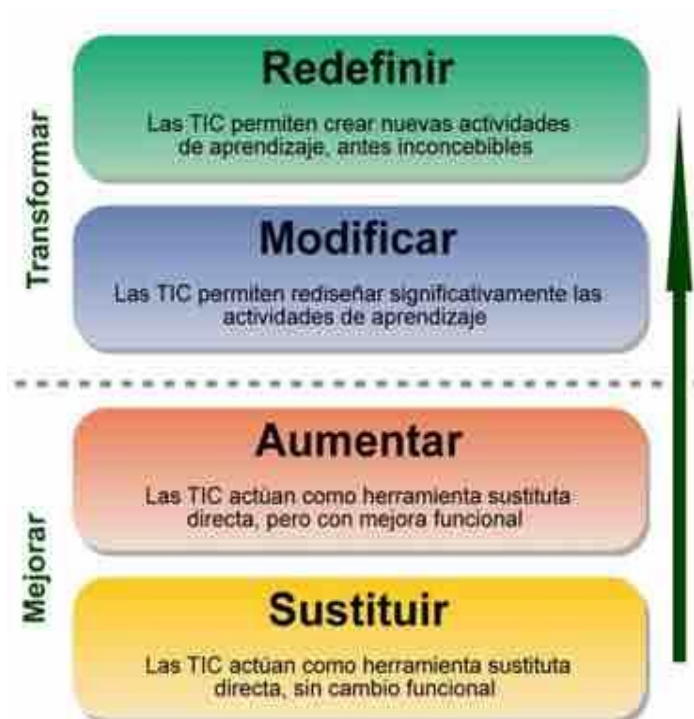 Transformar
Redefinir
Las TIC permiten crear nuevas actividades
de aprendizaje, antes inconcebibles
Modificar
Las TIC permiten rediseñar significativamente las
actividades de aprendizaje
Mejorar
Aumentar
Las TIC actúan como herramienta sustituta
directa, pero con mejora funcional
Sustituir
Las TIC actúan como herramienta sustituta
directa, sin cambio funcional